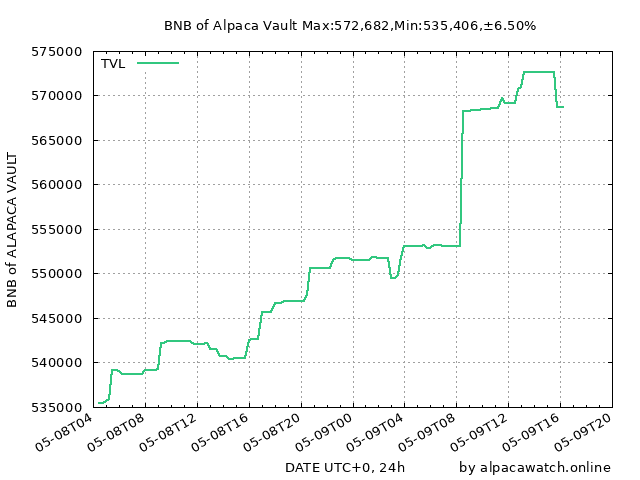 BNB of Alpaca Vault Max:572,682,Min:535,406,±6.50%
575000
570000
565000
560000
555000
550000
545000
540000
535000
TVL
BNB of ALAPACA VAULT
05-08T04
05-08T08
05-08T12
05-08T16
05-08T20
05-09T00
05-09T04
05-09T08
05-09T12
05-09T16
05-09T20
DATE UTC+0, 24h
by alpacawatch.online